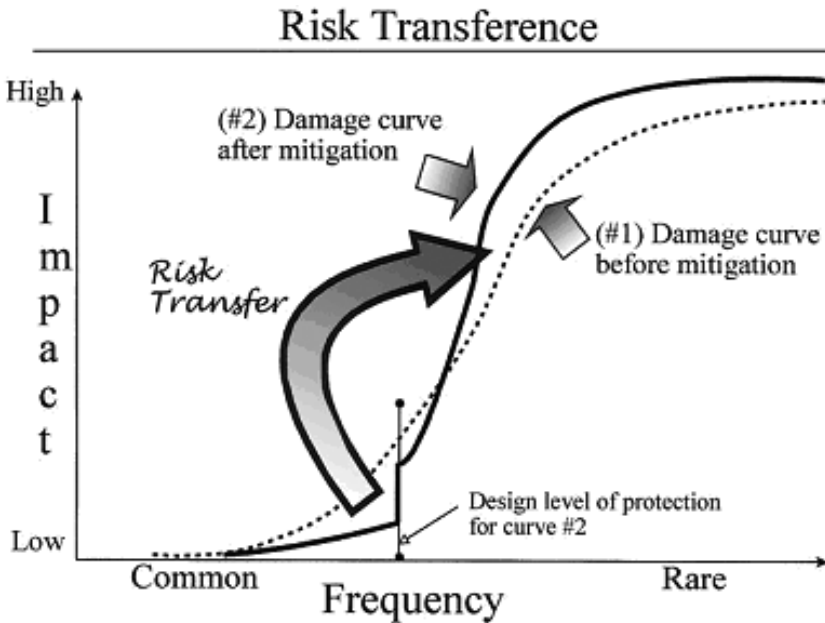 Risk Transference
High
(#2) Damage curve
after mitigation
Impact
Risk
Transfer
(#1) Damage curve
before mitigation
Design level of protection
for curve #2
Low
Common
Rare
Frequency